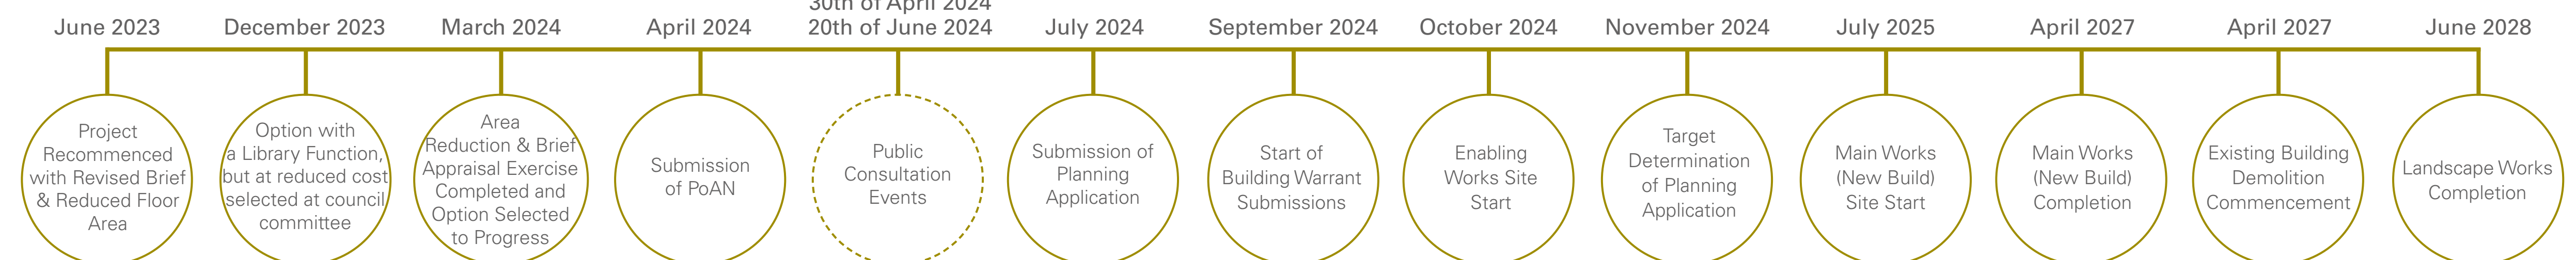 June 2023
Project
Recommenced
with Revised Brief
& Reduced Floor
Area
December 2023
Option with
a Library Function,
but at reduced cost
selected at council
committee
March 2024
Area
Reduction & Brief
Appraisal Exercise
Completed and
Option Selected
to Progress
April 2024
Submission
of PoAN
30th of April 2024
20th of June 2024
Public
Consultation
Events
July 2024
Submission of
Planning
Application
September 2024
Start of
Building Warrant
Submissions
October 2024
Enabling
Works Site
Start
November 2024
Target
Determination
of Planning
Application
July 2025
Main Works
(New Build)
Site Start
April 2027
Main Works
(New Build)
Completion
April 2027
Existing Building
Demolition
Commencement
June 2028
Landscape Works
Completion